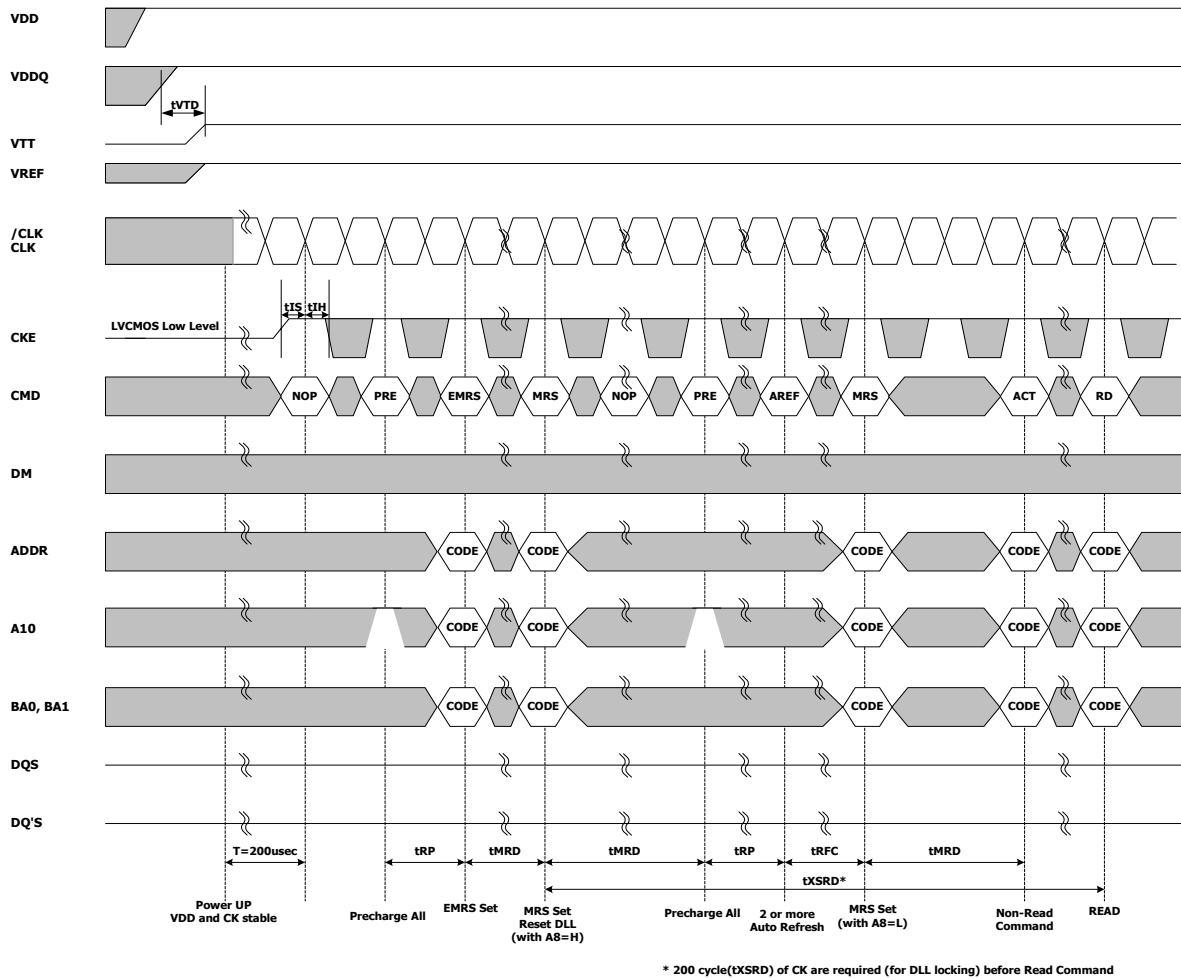 VDD
VDDQ
tVTD
VTT
VREF
/CLK
CLK
tIS tIH
LVCMOS Low Level
CKE
CMD NOP PRE EMRS MRS NOP PRE AREF MRS ACT RD
DM
ADDR CODE CODE CODE CODE CODE
A10 CODE CODE CODE CODE CODE
BA0, BA1 CODE CODE CODE CODE CODE
DQS
DQ'S
T=200usec tRP tMRD tMRD tRP tRFC tMRD
tXSRD*
Power UP
VDD and CK stable
Precharge All
EMRS Set
MRS Set
Reset DLL
(with A8=H)
Precharge All
2 or more
Auto Refresh
MRS Set
(with A8=L)
Non-Read
Command
READ
* 200 cycle(tXSRD) of CK are required (for DLL locking) before Read Command